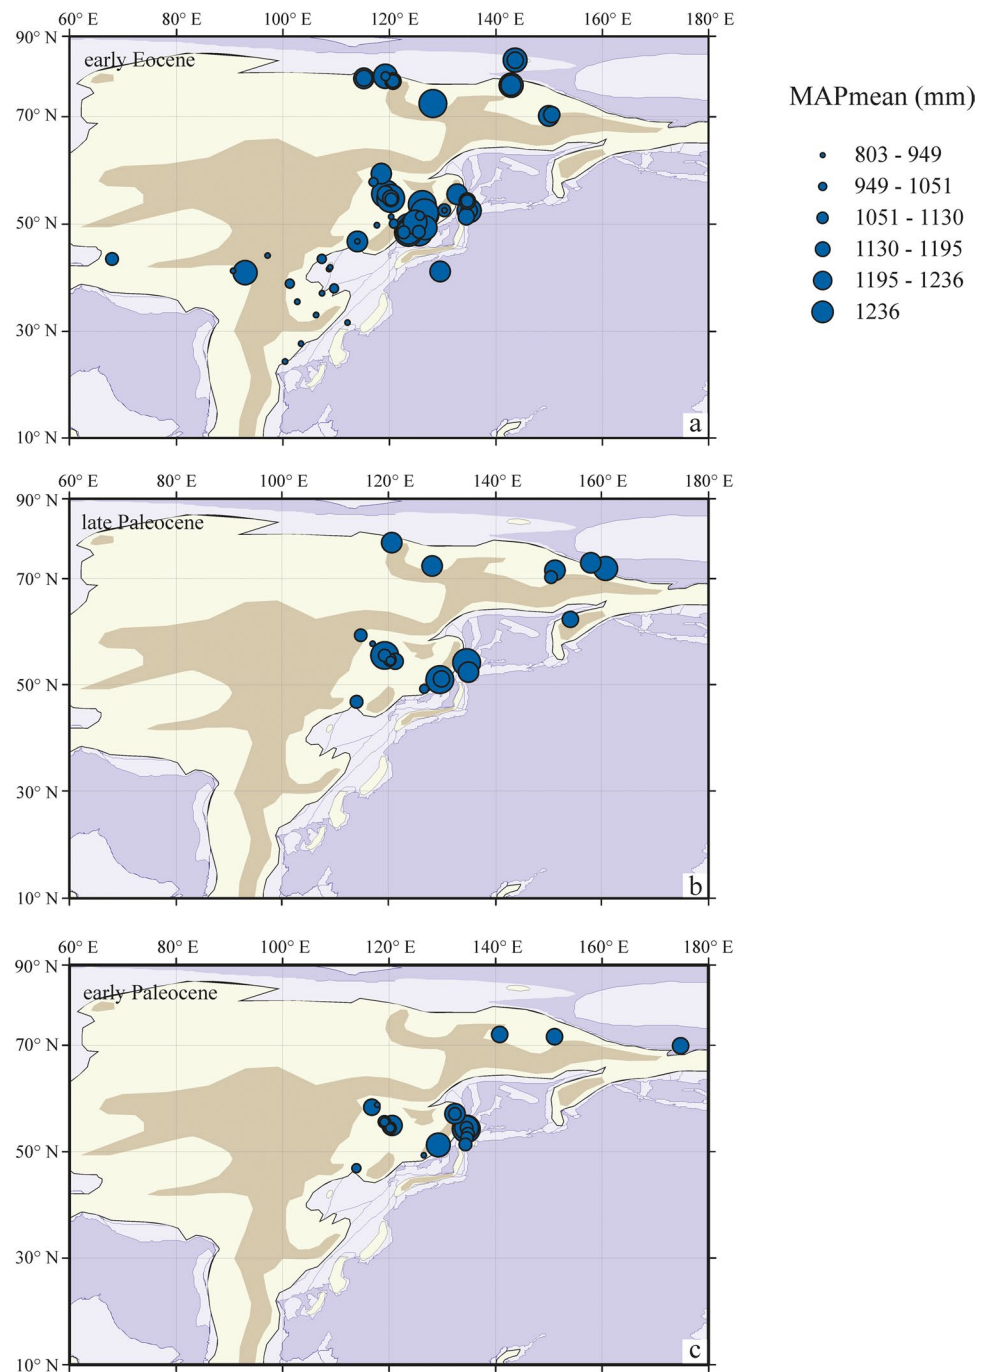 60° E 80° E 100° E 120° E 140° E 160° E 180° E
90° N
early Eocene
70° N
50° N
30° N
10° N
a
MAPmean (mm)
803 - 949
949 - 1051
1051 - 1130
1130 - 1195
1195 - 1236
1236
60° E 80° E 100° E 120° E 140° E 160° E 180° E
90° N
late Paleocene
70° N
50° N
30° N
10° N
b
60° E 80° E 100° E 120° E 140° E 160° E 180° E
90° N
early Paleocene
70° N
50° N
30° N
10° N
c